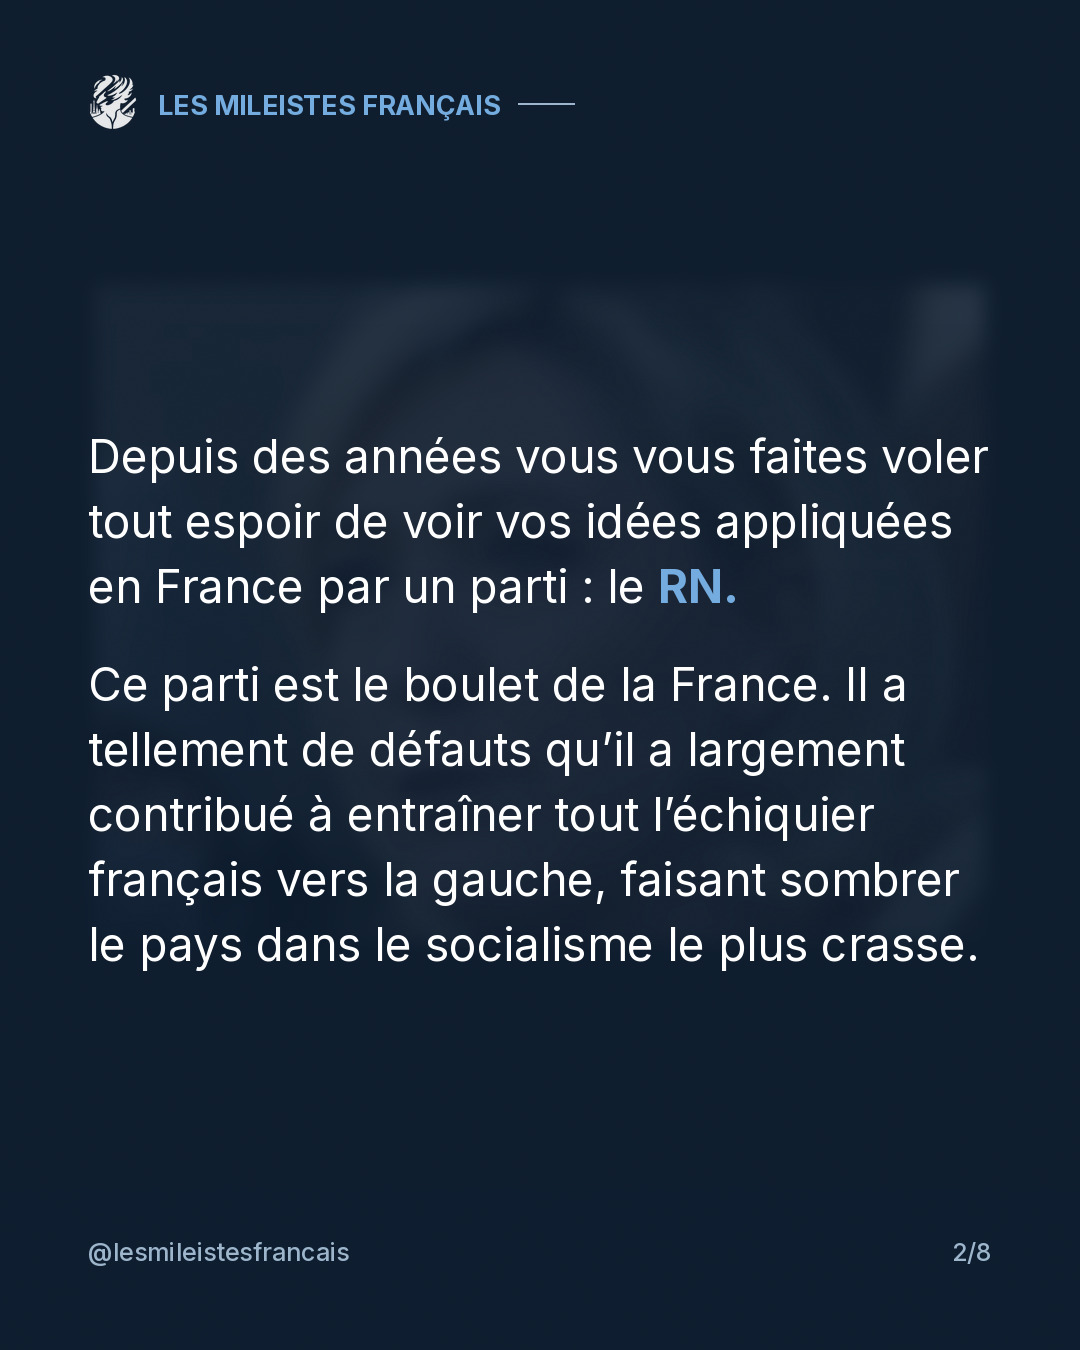 LES MILEISTES FRANÇAIS
Depuis des années vous vous faites voler
tout espoir de voir vos idées appliquées
en France par un parti : le RN.
Ce parti est le boulet de la France. Il a
tellement de défauts qu’il a largement
contribué à entraîner tout l’échiquier
français vers la gauche, faisant sombrer
le pays dans le socialisme le plus crasse.
@lesmileistesfrancais
2/8